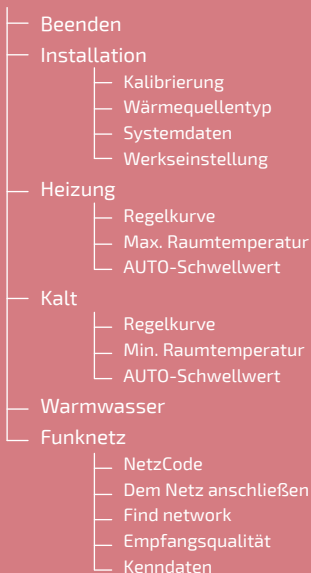 Beenden
Installation
Kalibrierung
Wärmequellentyp
Systemdaten
Werkseinstellung
Heizung
Regelkurve
Max. Raumtemperatur
AUTO-Schwellwert
Kalt
Regelkurve
Min. Raumtemperatur
AUTO-Schwellwert
Warmwasser
Funknetz
NetzCode
Dem Netz anschließen
Find network
Empfangsqualität
Kenndaten